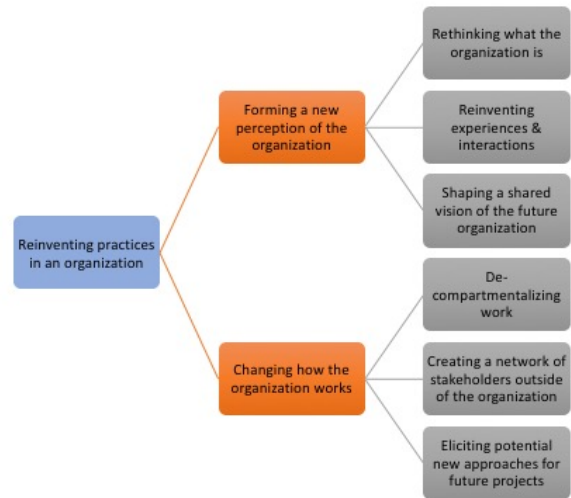 Reinventing practices
in an organization
Forming a new
perception of the
organization
Rethinking what the
organization is
Reinventing
experiences &
interactions
Shaping a shared
vision of the future
organization
Changing how the
organization works
De-
compartmentalizing
work
Creating a network of
stakeholders outside
of the organization
Eliciting potential
new approaches for
future projects